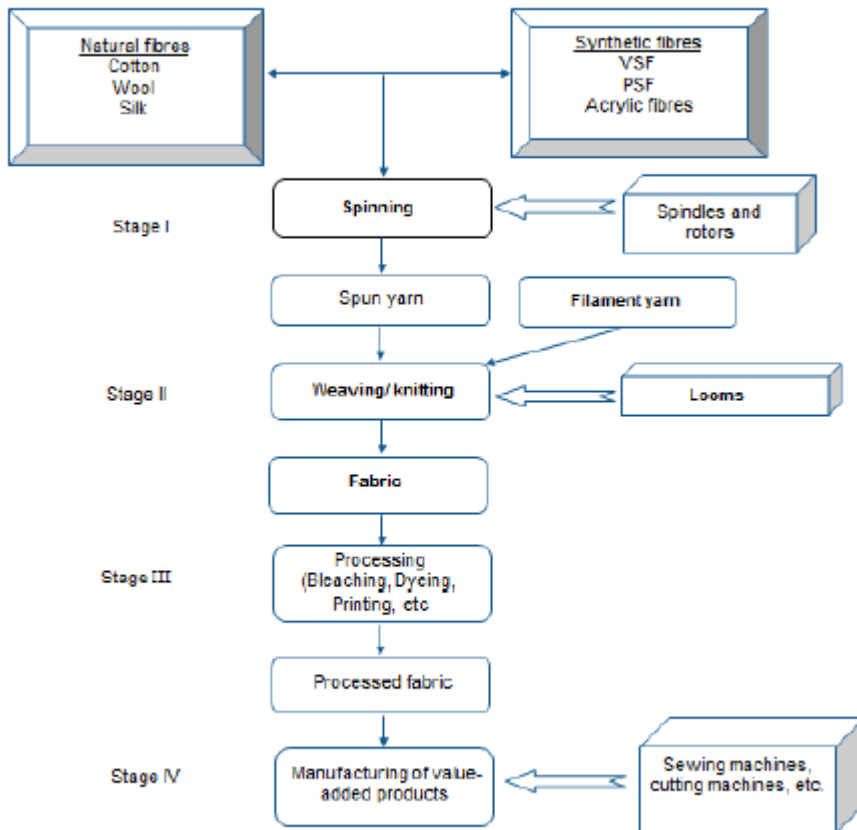 Natural fibres
Cotton
Wool
Silk
Synthetic fibres
VSF
PSF
Acrylic fibres
Stage I
Spinning
Spindles and
rotors
Spun yarn
Filament yarn
Stage II
Weaving/ knitting
Looms
Fabric
Stage III
Processing
(Bleaching, Dyeing,
Printing, etc
Processed fabric
Stage IV
Manufacturing of value-
added products
Sewing machines,
cutting machines, etc.